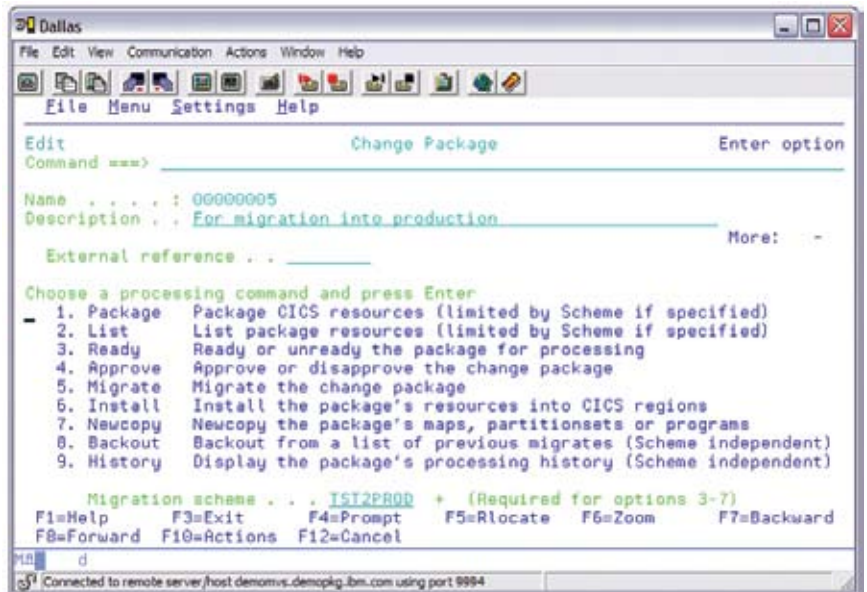 Dallas
File Edit View Communication Actions Window Help
File Menu Settings Help
Edit Change Package Enter option
Command ===>
Name . . . . : 00000005
Description . . For migration into production
More: -
External reference . .
Choose a processing command and press Enter
1. Package Package CICS resources (limited by Scheme if specified)
2. List List package resources (limited by Scheme if specified)
3. Ready Ready or unready the package for processing
4. Approve Approve or disapprove the change package
5. Migrate Migrate the change package
6. Install Install the package's resources into CICS regions
7. Newcopy Newcopy the package's maps, partitionsets or programs
8. Backout Backout from a list of previous migrates (Scheme independent)
9. History Display the package's processing history (Scheme independent)
Migration scheme . . . TST2PROD + (Required for options 3-7)
F1=Help F3=Exit F4=Prompt F5=Rlocate F6=Zoom F7=Backward
F8=Forward F10=Actions F12=Cancel
d
Connected to remote server/host demomvs.demopkg.ibm.com using port 9994